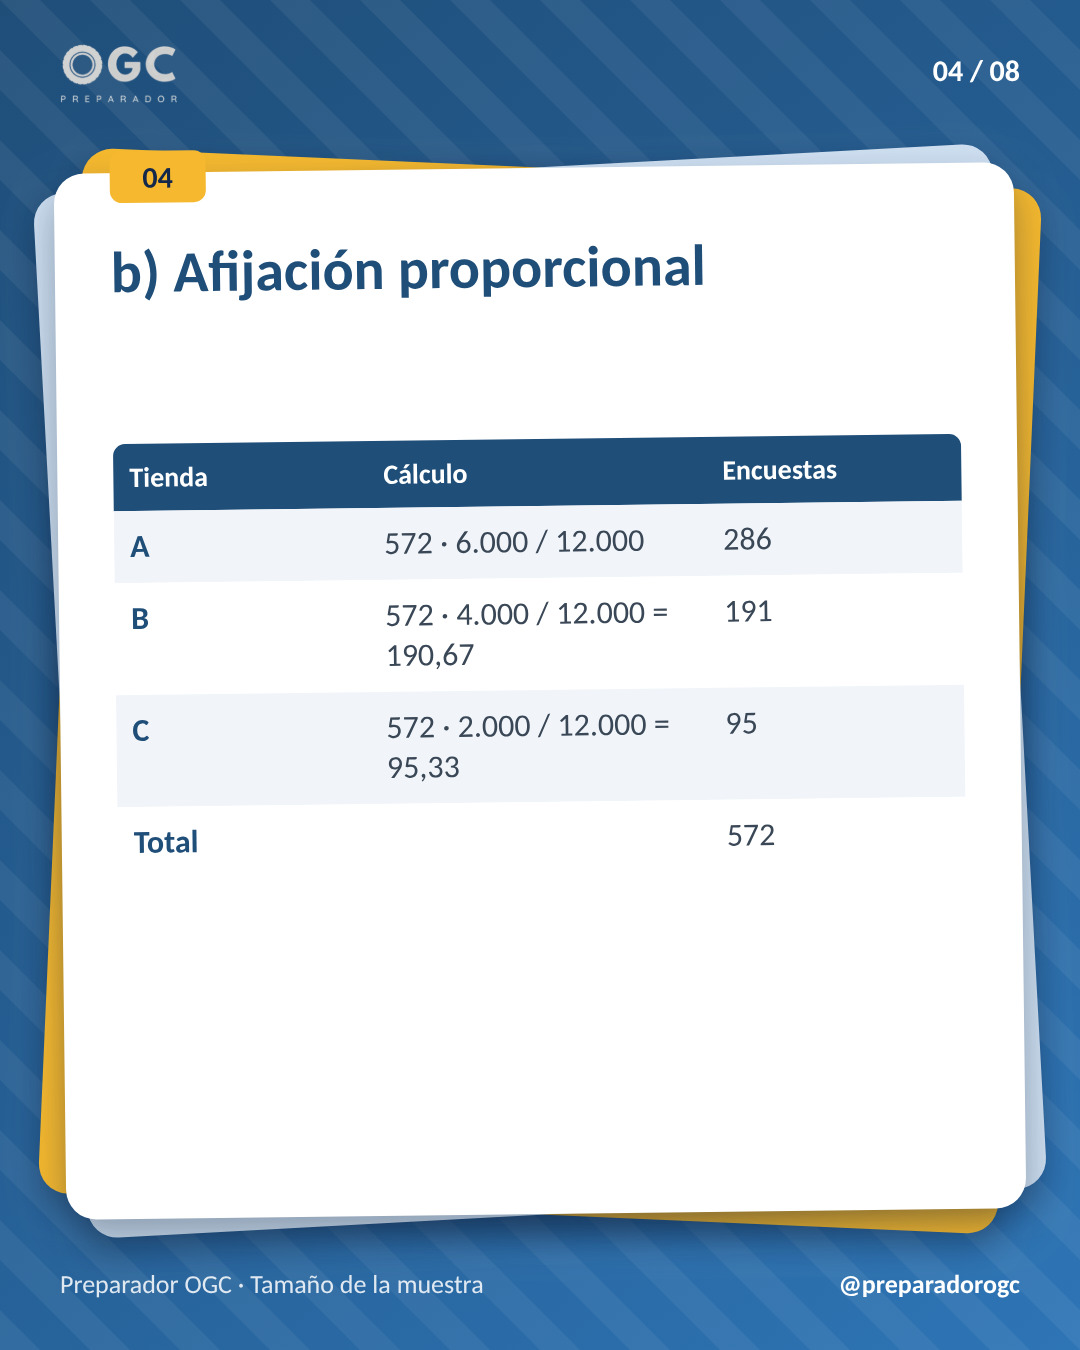 OGC
PREPARADOR
04 / 08
04
b) Afijación proporcional
Tienda Cálculo Encuestas
A 572 · 6.000 / 12.000 286
B 572 · 4.000 / 12.000 = 191
190,67
C 572 · 2.000 / 12.000 = 95
95,33
Total 572
Preparador OGC · Tamaño de la muestra
@preparadorogc